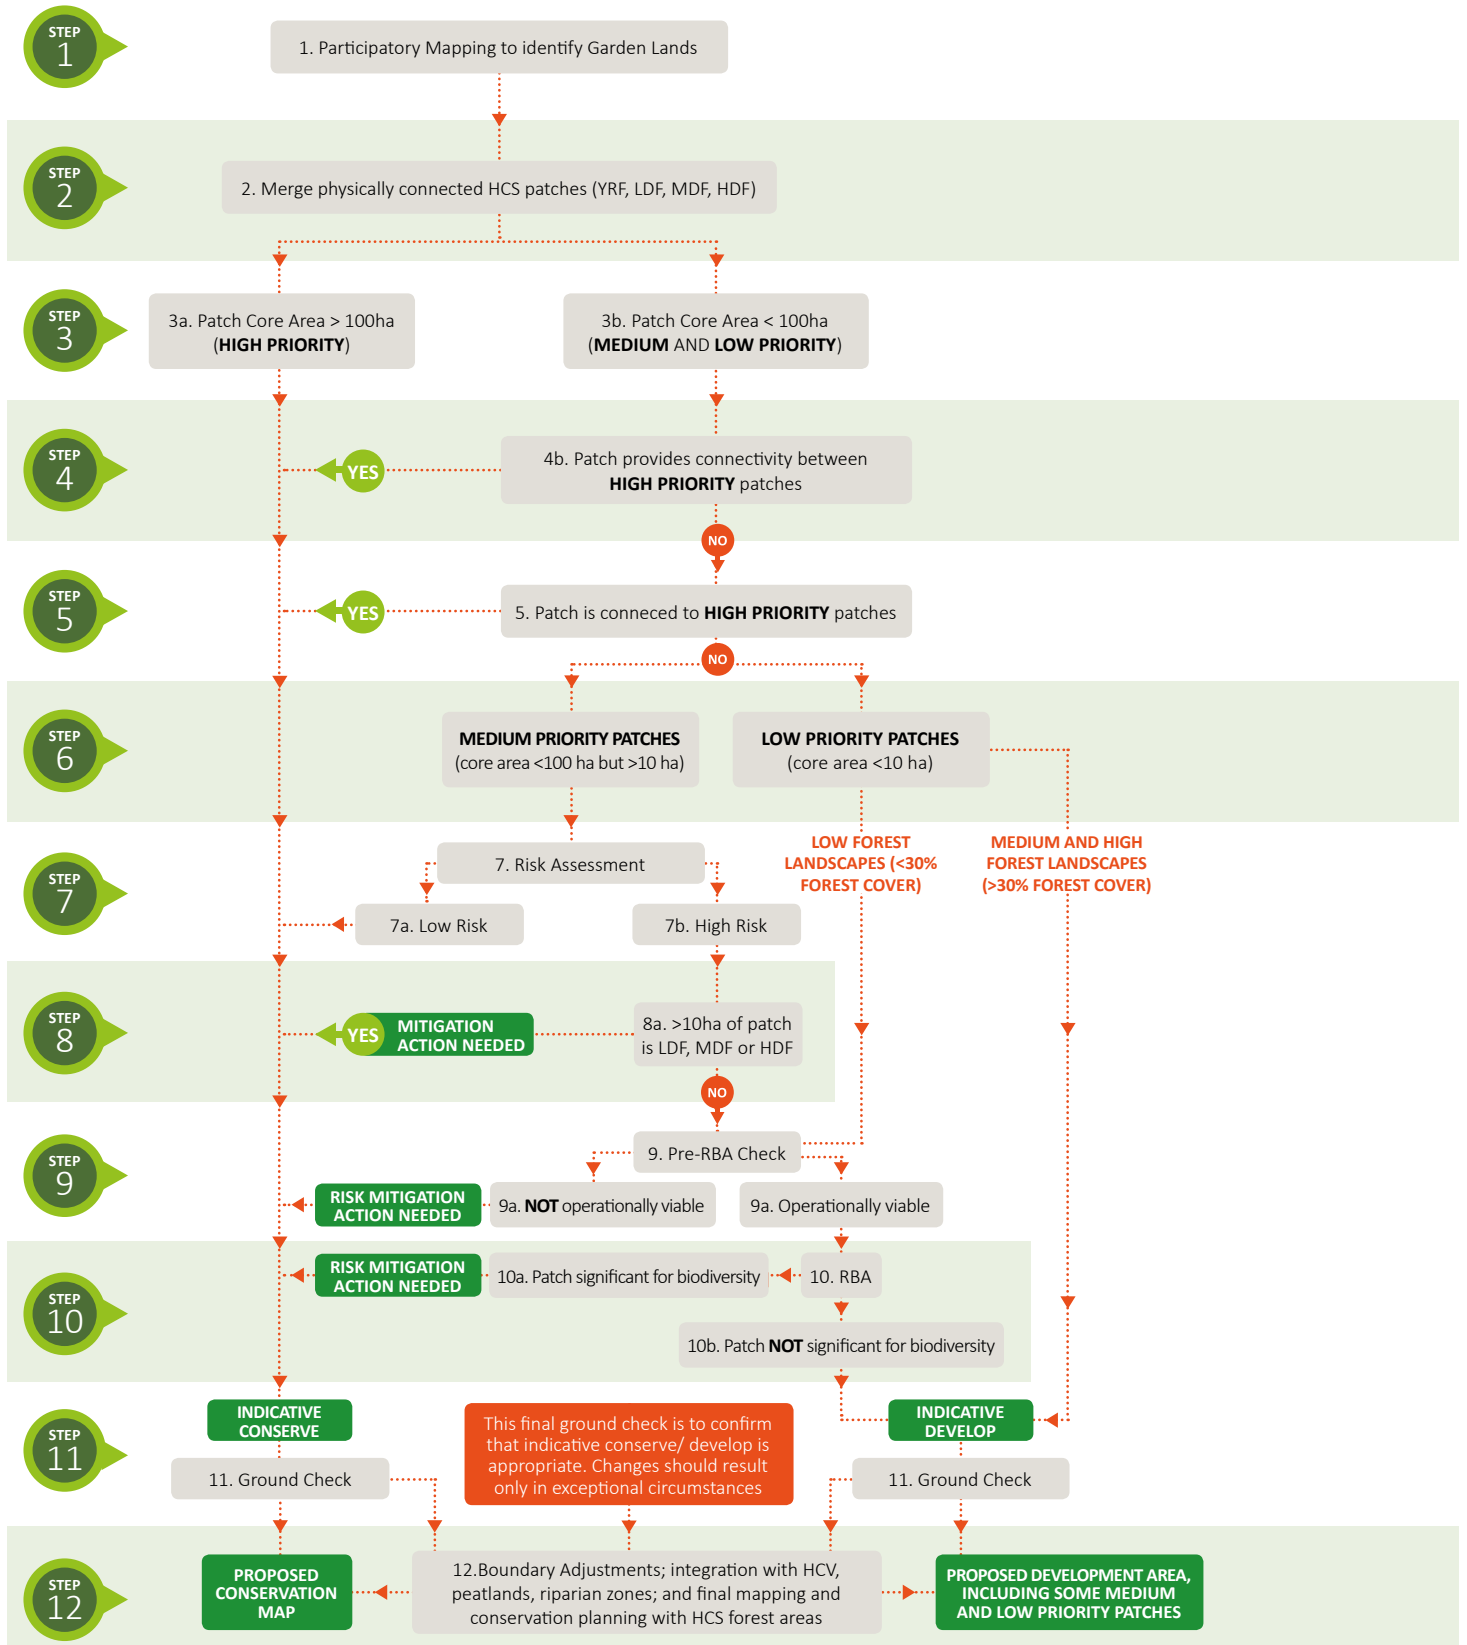 STEP
1
1. Participatory Mapping to identify Garden Lands
STEP
2
2. Merge physically connected HCS patches (YRF, LDF, MDF, HDF)
STEP
3
3a. Patch Core Area > 100ha
(HIGH PRIORITY)
3b. Patch Core Area < 100ha
(MEDIUM AND LOW PRIORITY)
STEP
4
YES
4b. Patch provides connectivity between
HIGH PRIORITY patches
NO
STEP
5
YES
5. Patch is conneced to HIGH PRIORITY patches
NO
STEP
6
MEDIUM PRIORITY PATCHES
(core area <100 ha but >10 ha)
LOW PRIORITY PATCHES
(core area <10 ha)
LOW FOREST
LANDSCAPES (<30%
FOREST COVER)
MEDIUM AND HIGH
FOREST LANDSCAPES
(>30% FOREST COVER)
STEP
7
7. Risk Assessment
7a. Low Risk
7b. High Risk
STEP
8
YES
MITIGATION
ACTION NEEDED
8a. >10ha of patch
is LDF, MDF or HDF
NO
STEP
9
9. Pre-RBA Check
RISK MITIGATION
ACTION NEEDED
9a. NOT operationally viable
9a. Operationally viable
STEP
10
RISK MITIGATION
ACTION NEEDED
10a. Patch significant for biodiversity
10. RBA
10b. Patch NOT significant for biodiversity
STEP
11
INDICATIVE
CONSERVE
This final ground check is to confirm
that indicative conserve/ develop is
appropriate. Changes should result
only in exceptional circumstances
INDICATIVE
DEVELOP
11. Ground Check
11. Ground Check
STEP
12
PROPOSED
CONSERVATION
MAP
12.Boundary Adjustments; integration with HCV,
peatlands, riparian zones; and final mapping and
conservation planning with HCS forest areas
PROPOSED DEVELOPMENT AREA,
INCLUDING SOME MEDIUM
AND LOW PRIORITY PATCHES